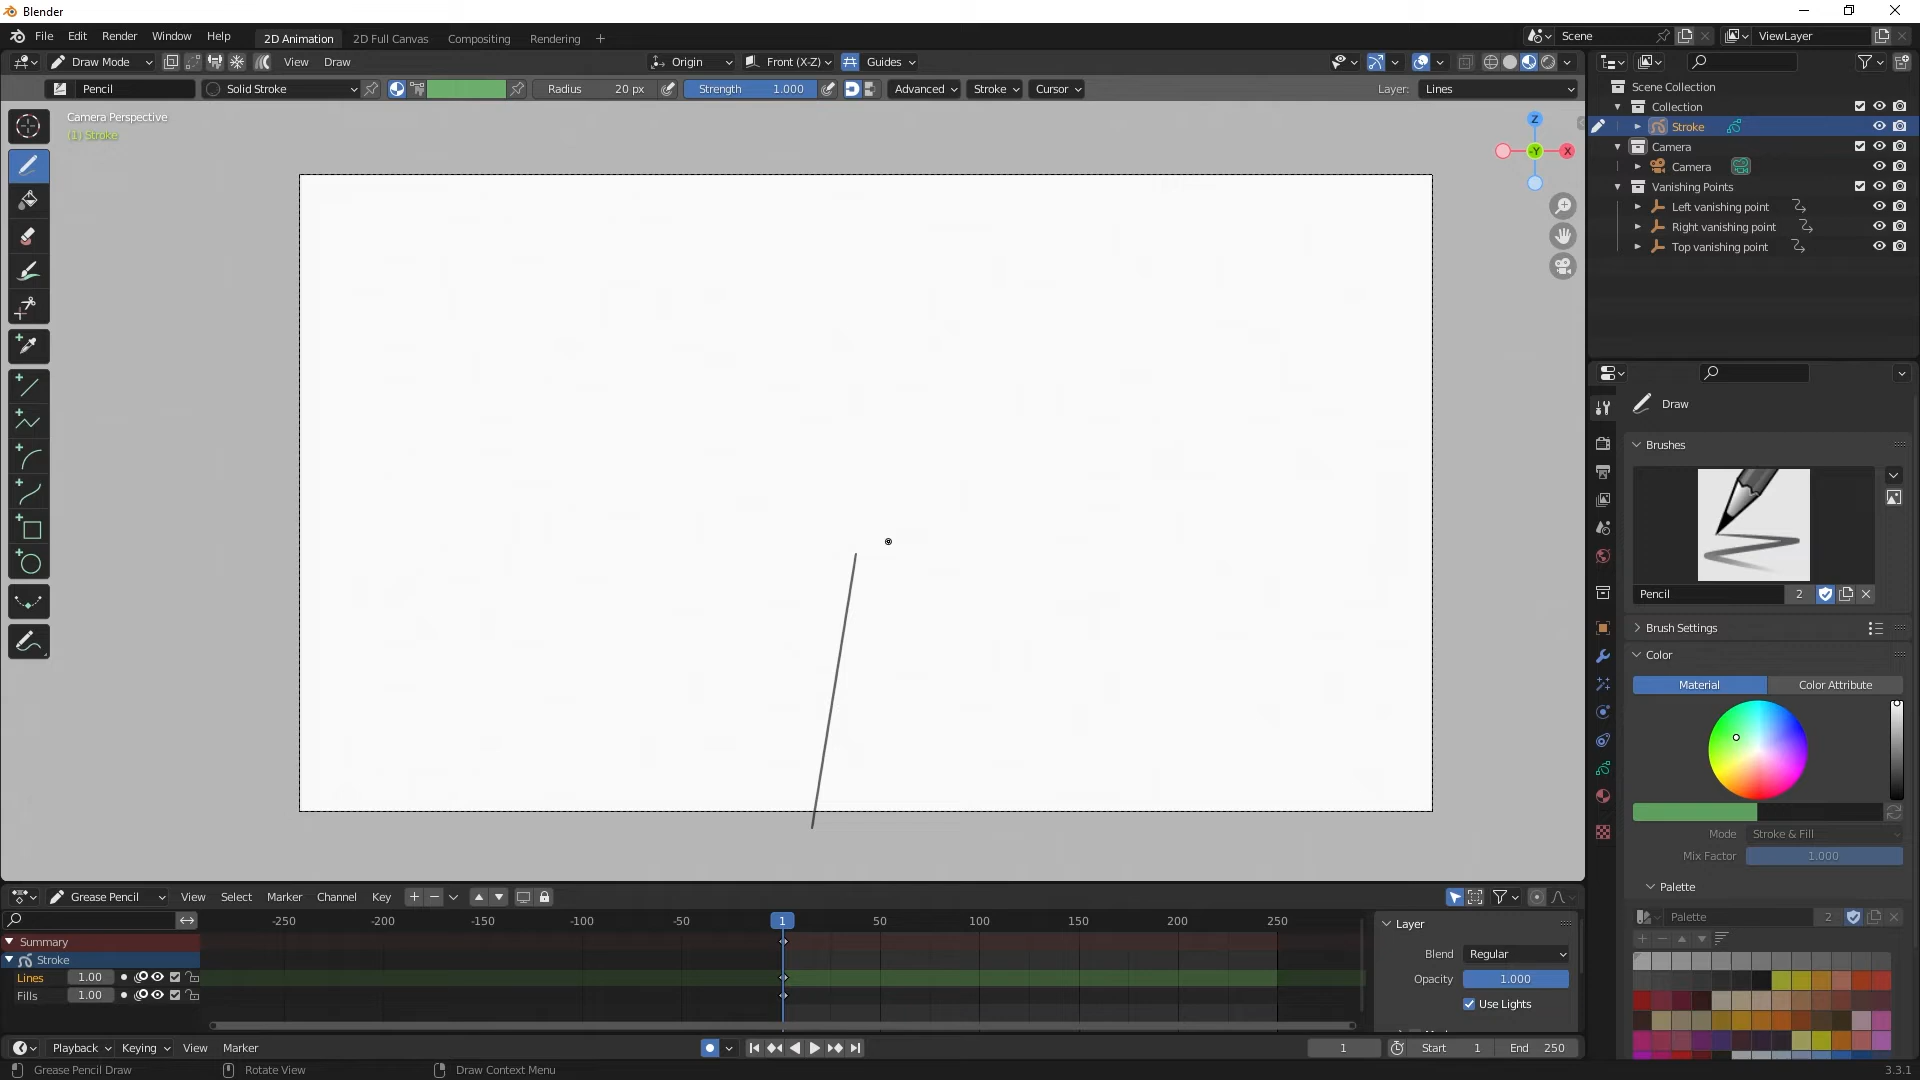 Blender
File Edit Render Window Help 2D Animation 2D Full Canvas Compositing Rendering + Scene ViewLayer
Draw Mode View Draw Origin Front (X-Z) Guides
Pencil Solid Stroke Radius 20 px Strength 1.000 Advanced Stroke Cursor Layer: Lines
Camera Perspective
(1) Stroke
Z
-Y X
Scene Collection
Collection
Stroke
Camera
Camera
Vanishing Points
Left vanishing point
Right vanishing point
Top vanishing point
Draw
Brushes
Pencil 2
Brush Settings
Color
Material Color Attribute
Mode Stroke & Fill
Mix Factor 1.000
Palette
Palette 2
Grease Pencil View Select Marker Channel Key
-250 -200 -150 -100 -50 1 50 100 150 200 250
Summary
Stroke
Lines 1.00
Fills 1.00
Layer
Blend Regular
Opacity 1.000
Use Lights
Playback Keying View Marker 1 Start 1 End 250
Grease Pencil Draw Rotate View Draw Context Menu 3.3.1